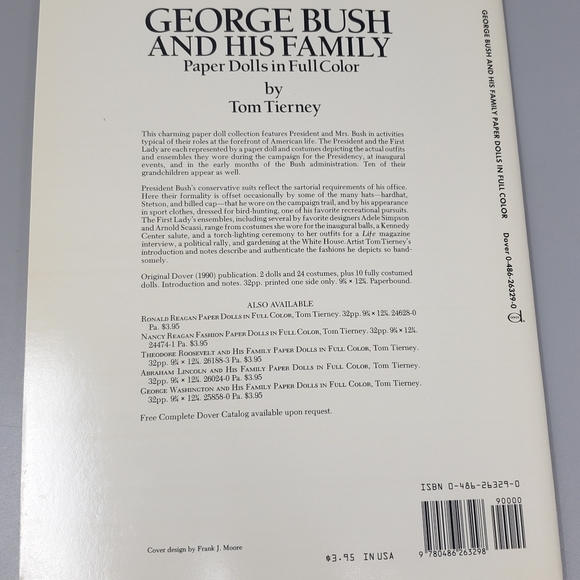 GEORGE BUSH
AND HIS FAMILY
Paper Dolls in Full Color
by
Tom Tierney
This charming paper doll collection features President and Mrs. Bush in activities
typical of their roles at the forefront of American life. The President and the First
Lady are each represented by a paper doll and costumes depicting the actual outfits
and ensembles they wore during the campaign for the Presidency, at inaugural
events, and in the early months of the Bush administration. Ten of their
grandchildren appear as well.
President Bush's conservative suits reflect the sartorial requirements of his office.
Here their formality is offset occasionally by some of the many hats—hardhat,
Stetson, and billed cap—that he wore on the campaign trail, and by his appearance
in sport clothes, dressed for bird-hunting, one of his favorite recreational pursuits.
The First Lady's ensembles, including several by favorite designers Adele Simpson
and Arnold Scaasi, range from costumes she wore for the inaugural balls, a Kennedy
Center salute, and a torch-lighting ceremony to her outfits for a Life magazine
interview, a political rally, and gardening at the White House. Artist Tom Tierney's
introduction and notes describe and authenticate the fashions he depicts so hand-
somely.
Original Dover (1990) publication. 2 dolls and 24 costumes, plus 10 fully costumed
dolls. Introduction and notes. 32pp. printed one side only. 9¼ × 12¼. Paperbound.
ALSO AVAILABLE
RONALD REAGAN PAPER DOLLS IN FULL COLOR, Tom Tierney. 32pp. 9¼ × 12¼. 24628-0
Pa. $3.95
NANCY REAGAN FASHION PAPER DOLLS IN FULL COLOR, Tom Tierney. 32pp. 9¼ × 12¼.
24474-1 Pa. $3.95
THEODORE ROOSEVELT AND HIS FAMILY PAPER DOLLS IN FULL COLOR, Tom Tierney.
32pp. 9¼ × 12¼. 26188-3 Pa. $3.95
ABRAHAM LINCOLN AND HIS FAMILY PAPER DOLLS IN FULL COLOR, Tom Tierney.
32pp. 9¼ × 12¼. 26024-0 Pa. $3.95
GEORGE WASHINGTON AND HIS FAMILY PAPER DOLLS IN FULL COLOR, Tom Tierney.
32pp. 9¼ × 12¼. 25858-0 Pa. $3.95
Free Complete Dover Catalog available upon request.
Cover design by Frank J. Moore
$3.95 IN USA
ISBN 0-486-26329-0
90000
9 780486 263298
GEORGE BUSH AND HIS FAMILY PAPER DOLLS IN FULL COLOR Dover 0-486-26329-0